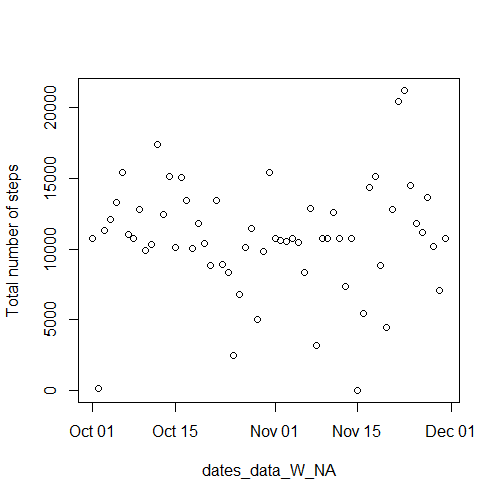 Total number of steps
20000
15000
10000
5000
0
Oct 01 Oct 15 Nov 01 Nov 15 Dec 01
dates_data_W_NA